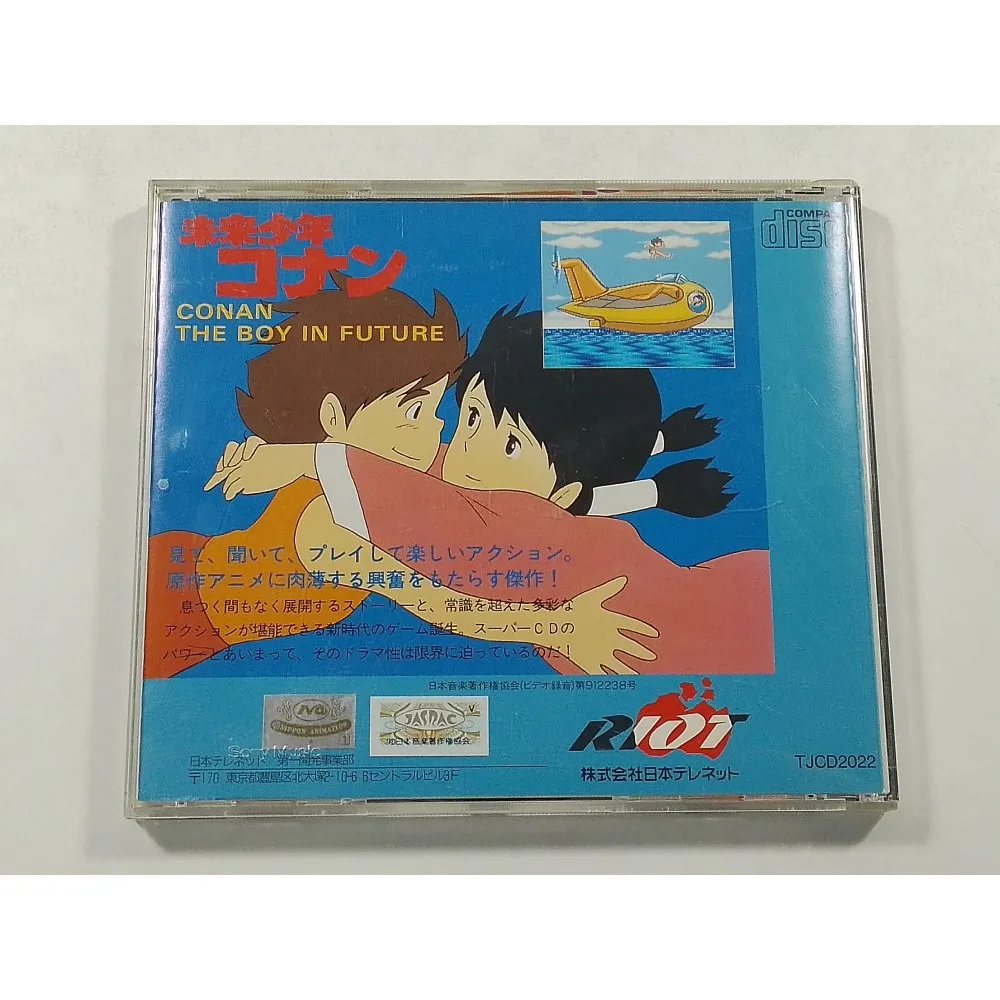 未来少年
コナン
CONAN
THE BOY IN FUTURE
COMPA
disc
見て、聞いて、プレイして楽しいアクション。
原作アニメに肉薄する興奮をもたらす傑作！
息つく間もなく展開するストーリーと、常識を超えた多彩な
アクションが堪能できる新時代のゲーム誕生。スーパーＣＤの
パワーとあいまって、そのドラマ性は限界に迫っているのだ！
日本音楽著作権協会(ビデオ録音)第912238号
NIPPON ANIMATION
JASRAC
V
Sony Music
RIOT
日本テレネット 第一開発事業部
〒170 東京都豊島区北大塚2-10-6 6セントラルビル3F
株式会社日本テレネット
TJCD2022